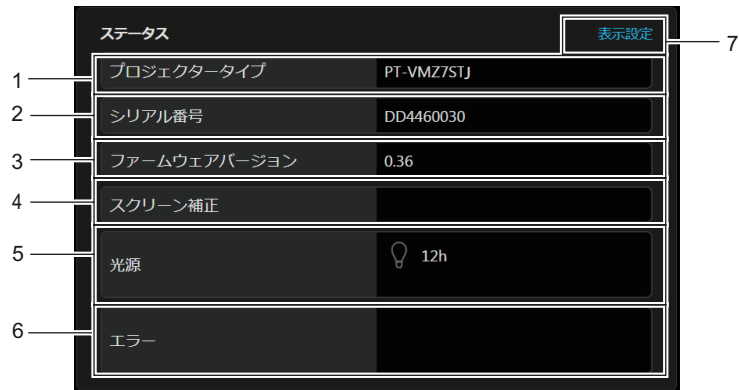 ステータス 表示設定 7
1 プロジェクタータイプ PT-VMZ7STJ
2 シリアル番号 DD4460030
3 ファームウェアバージョン 0.36
4 スクリーン補正
5 光源 12h
6 エラー